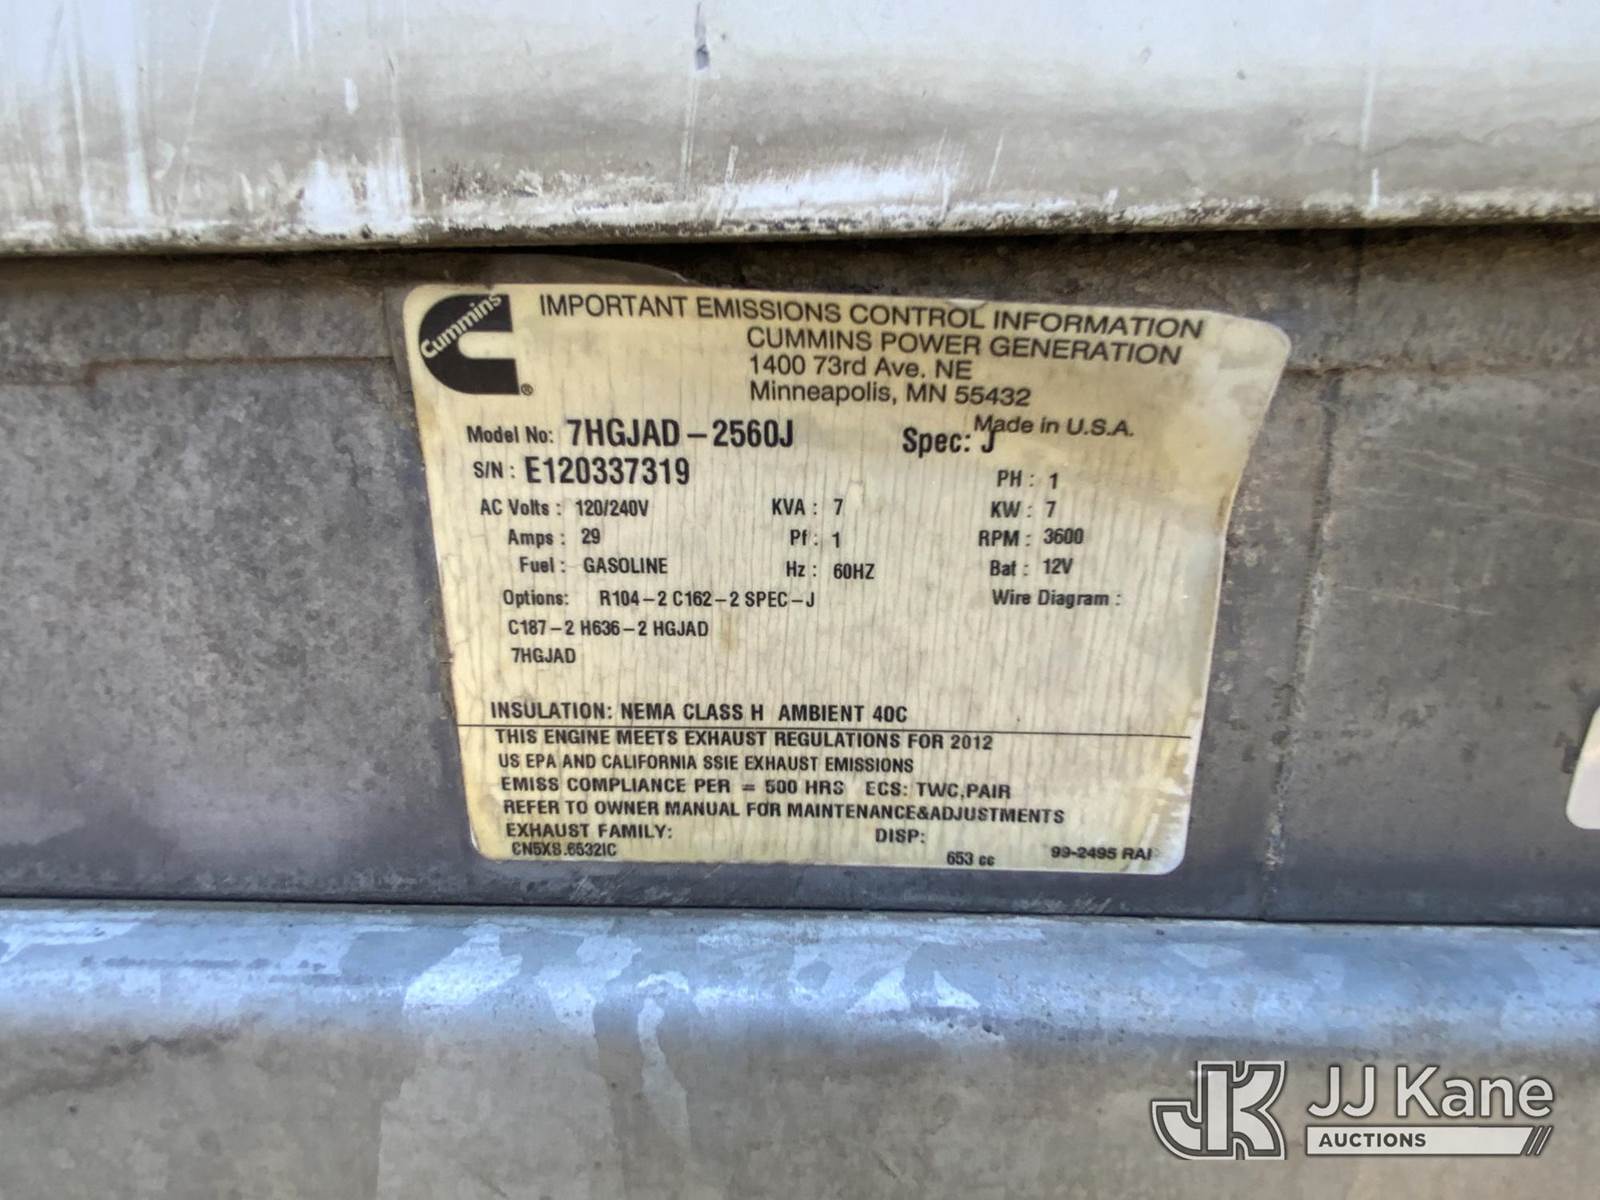 Cummins
®
IMPORTANT EMISSIONS CONTROL INFORMATION
CUMMINS POWER GENERATION
1400 73rd Ave. NE
Minneapolis, MN 55432
Made in U.S.A.
Model No: 7HGJAD-2560J Spec: J
S/N: E120337319 PH: 1
AC Volts: 120/240V KVA: 7 KW: 7
Amps: 29 Pf: 1 RPM: 3600
Fuel: GASOLINE Hz: 60HZ Bat: 12V
Options: R104-2 C162-2 SPEC-J Wire Diagram:
C187-2 H636-2 HGJAD
7HGJAD
INSULATION: NEMA CLASS H AMBIENT 40C
THIS ENGINE MEETS EXHAUST REGULATIONS FOR 2012
US EPA AND CALIFORNIA SSIE EXHAUST EMISSIONS
EMISS COMPLIANCE PER = 500 HRS ECS: TWC,PAIR
REFER TO OWNER MANUAL FOR MAINTENANCE&ADJUSTMENTS
EXHAUST FAMILY: DISP:
CN5XS.6532IC 653 cc 99-2495 RAI
JK JJ Kane
AUCTIONS